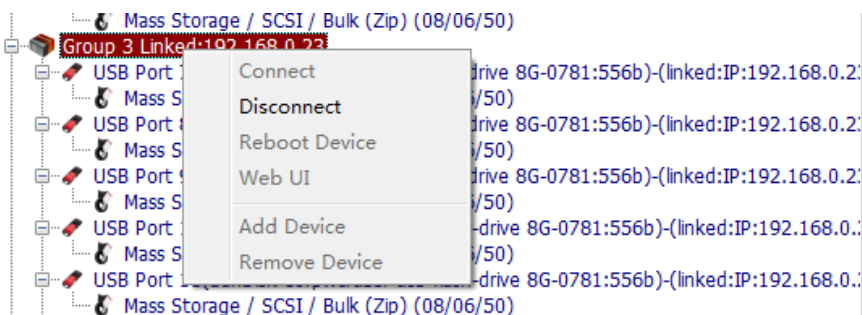 Mass Storage / SCSI / Bulk (Zip) (08/06/50)
Group 3 Linked:192.168.0.23
USB Port
drive 8G-0781:556b)-(linked:IP:192.168.0.23
Mass S
/50)
USB Port
drive 8G-0781:556b)-(linked:IP:192.168.0.23
Mass S
/50)
USB Port
drive 8G-0781:556b)-(linked:IP:192.168.0.23
Mass S
/50)
USB Port
-drive 8G-0781:556b)-(linked:IP:192.168.0.
Mass S
/50)
USB Port
drive 8G-0781:556b)-(linked:IP:192.168.0.
Mass Storage / SCSI / Bulk (Zip) (08/06/50)
Connect
Disconnect
Reboot Device
Web UI
Add Device
Remove Device